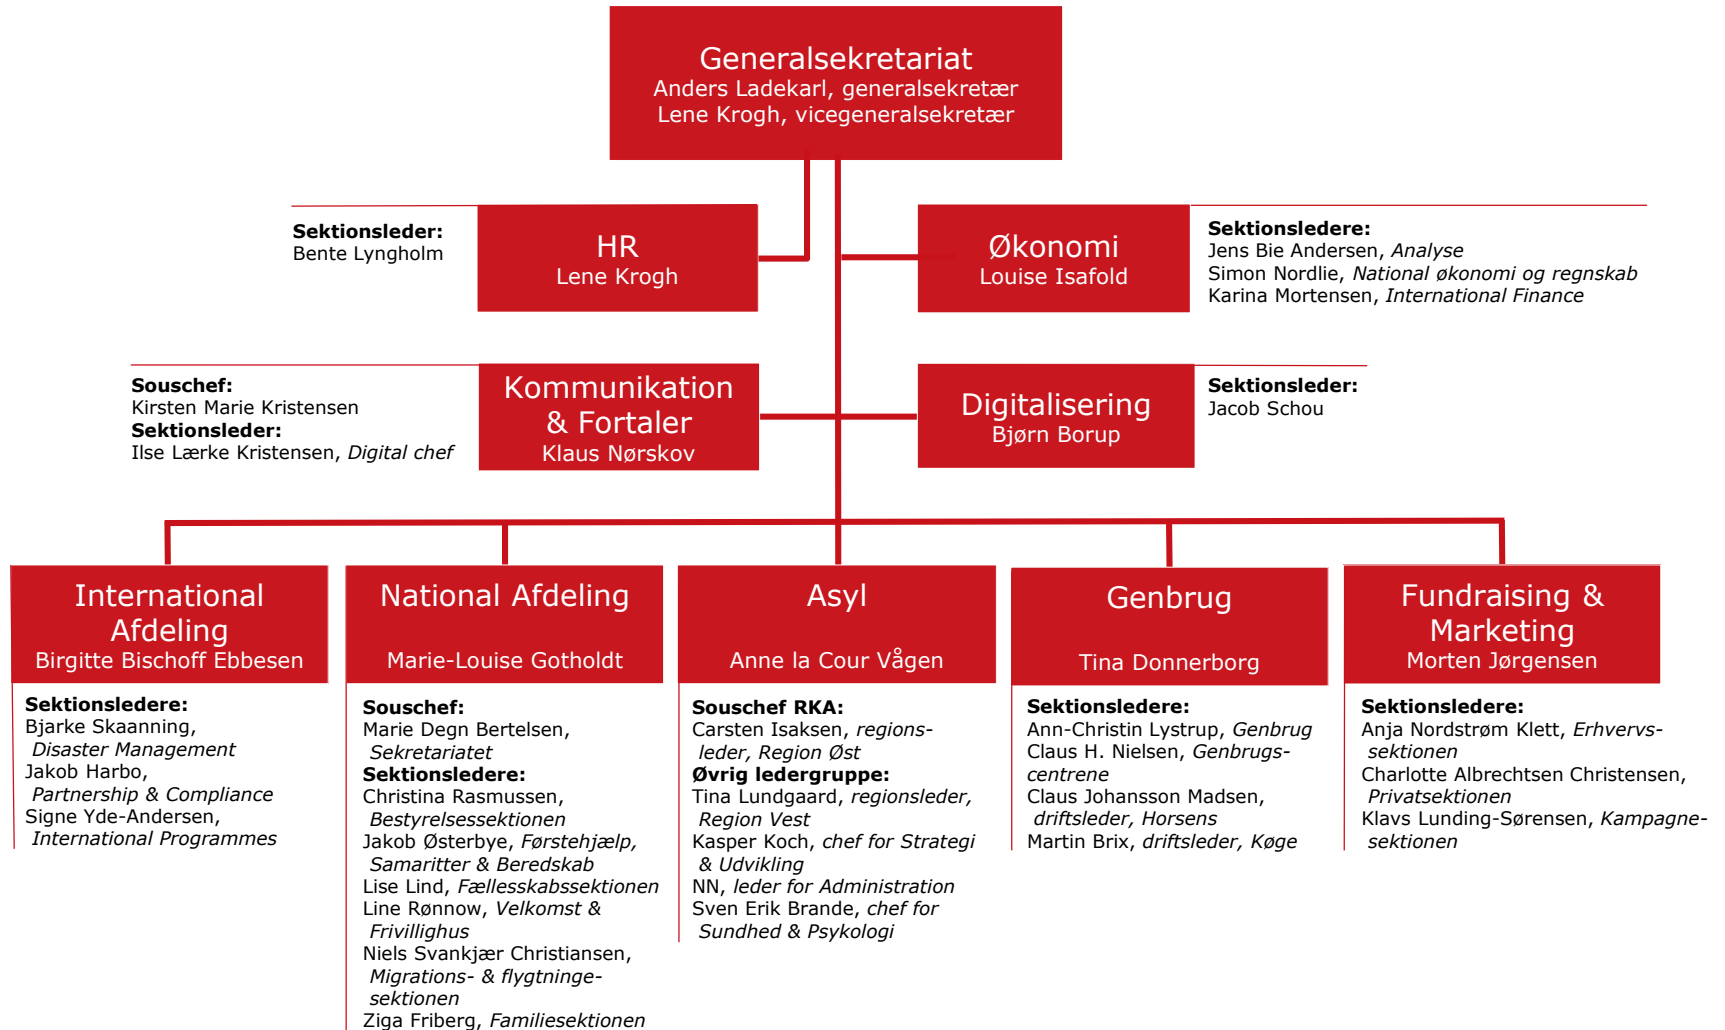 Generalsekretariat
Anders Ladekarl, generalsekretær
Lene Krogh, vicegeneralsekretær
Sektionsleder:
Bente Lyngholm
HR
Lene Krogh
Økonomi
Louise Isafold
Sektionsledere:
Jens Bie Andersen, Analyse
Simon Nordlie, National økonomi og regnskab
Karina Mortensen, International Finance
Souschef:
Kirsten Marie Kristensen
Sektionsleder:
Ilse Lærke Kristensen, Digital chef
Kommunikation
& Fortaler
Klaus Nørskov
Digitalisering
Bjørn Borup
Sektionsleder:
Jacob Schou
International
Afdeling
Birgitte Bischoff Ebbesen
Sektionsledere:
Bjarke Skaanning,
Disaster Management
Jakob Harbo,
Partnership & Compliance
Signe Yde-Andersen,
International Programmes
National Afdeling
Marie-Louise Gotholdt
Souschef:
Marie Degn Bertelsen,
Sekretariatet
Sektionsledere:
Christina Rasmussen,
Bestyrelsessektionen
Jakob Østerbye, Førstehjælp,
Samaritter & Beredskab
Lise Lind, Fællesskabssektionen
Line Rønnow, Velkomst &
Frivillighus
Niels Svankjær Christiansen,
Migrations- & flygtninge-
sektionen
Ziga Friberg, Familiesektionen
Asyl
Anne la Cour Vågen
Souschef RKA:
Carsten Isaksen, regions-
leder, Region Øst
Øvrig ledergruppe:
Tina Lundgaard, regionsleder,
Region Vest
Kasper Koch, chef for Strategi
& Udvikling
NN, leder for Administration
Sven Erik Brande, chef for
Sundhed & Psykologi
Genbrug
Tina Donnerborg
Sektionsledere:
Ann-Christin Lystrup, Genbrug
Claus H. Nielsen, Genbrugs-
centrene
Claus Johansson Madsen,
driftsleder, Horsens
Martin Brix, driftsleder, Køge
Fundraising &
Marketing
Morten Jørgensen
Sektionsledere:
Anja Nordstrøm Klett, Erhvervs-
sektionen
Charlotte Albrechtsen Christensen,
Privatsektionen
Klavs Lunding-Sørensen, Kampagne-
sektionen